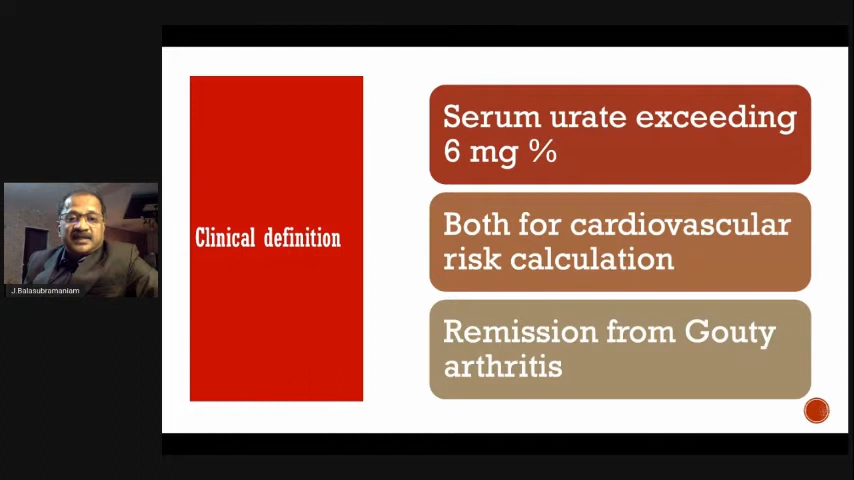 Clinical definition
Serum urate exceeding
6 mg %
Both for cardiovascular
risk calculation
Remission from Gouty
arthritis
J.Balasubramaniam